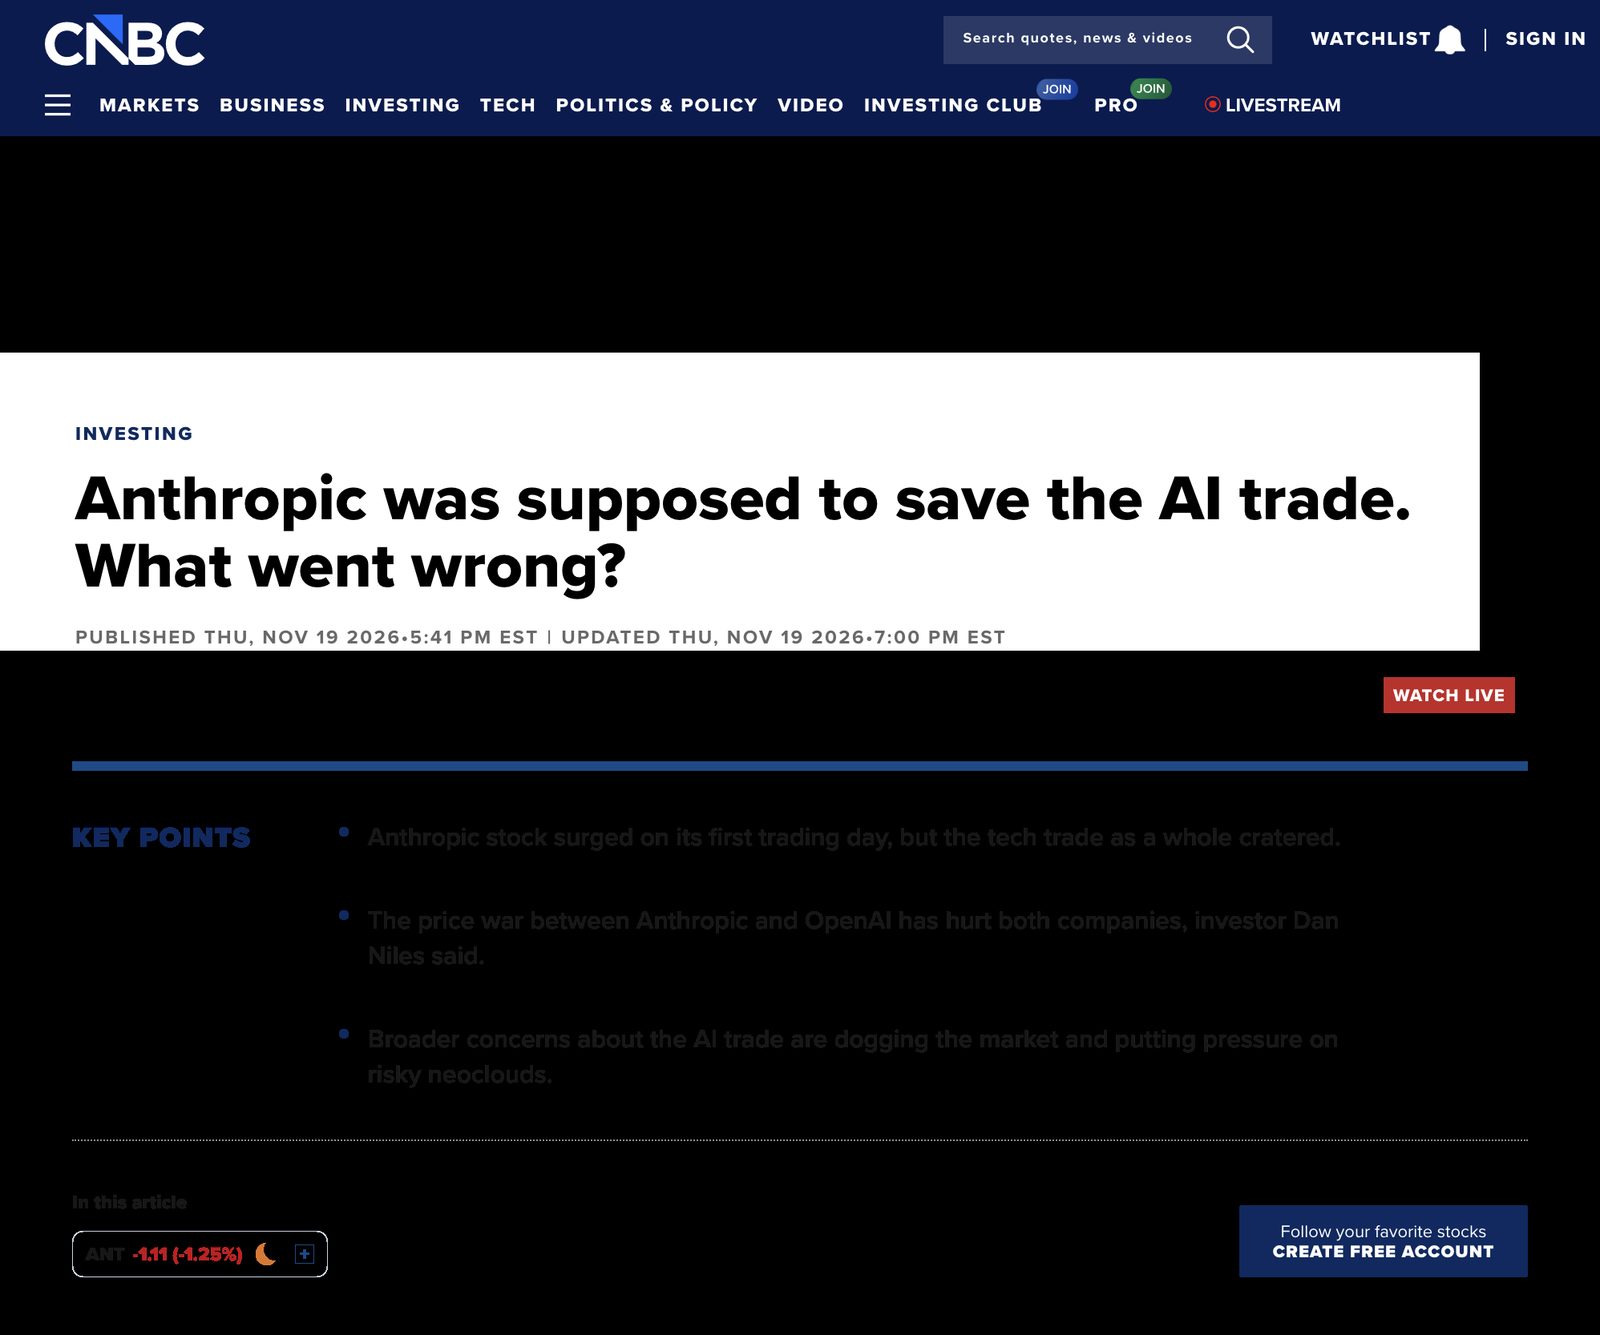 CNBC
Search quotes, news & videos
WATCHLIST
SIGN IN
MARKETS
BUSINESS
INVESTING
TECH
POLITICS & POLICY
VIDEO
INVESTING CLUB
JOIN
PRO
JOIN
LIVESTREAM
INVESTING
Anthropic was supposed to save the AI trade.
What went wrong?
PUBLISHED THU, NOV 19 2026•5:41 PM EST | UPDATED THU, NOV 19 2026•7:00 PM EST
WATCH LIVE
KEY POINTS
• Anthropic stock surged on its first trading day, but the tech trade as a whole cratered.
• The price war between Anthropic and OpenAI has hurt both companies, investor Dan
Niles said.
• Broader concerns about the AI trade are dogging the market and putting pressure on
risky neoclouds.
In this article
ANT -1.11 (-1.25%)
Follow your favorite stocks
CREATE FREE ACCOUNT